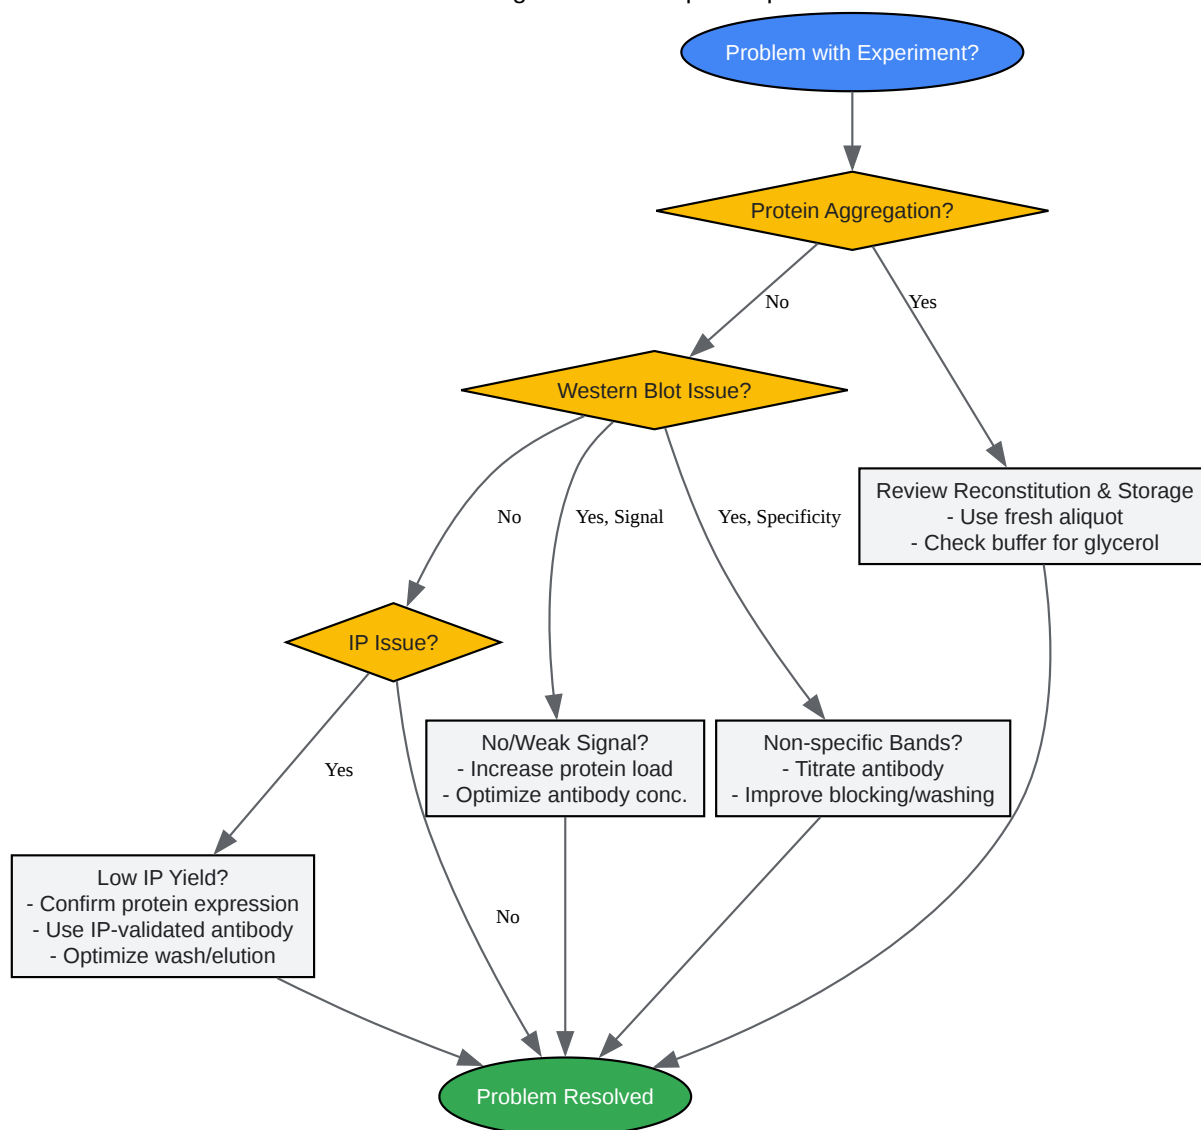 Problem with Experiment?
Protein Aggregation?
No
Yes
Western Blot Issue?
Review Reconstitution & Storage
- Use fresh aliquot
- Check buffer for glycerol
No
Yes, Signal
Yes, Specificity
IP Issue?
No/Weak Signal?
- Increase protein load
- Optimize antibody conc.
Non-specific Bands?
- Titrate antibody
- Improve blocking/washing
Yes
Low IP Yield?
- Confirm protein expression
- Use IP-validated antibody
- Optimize wash/elution
No
Problem Resolved